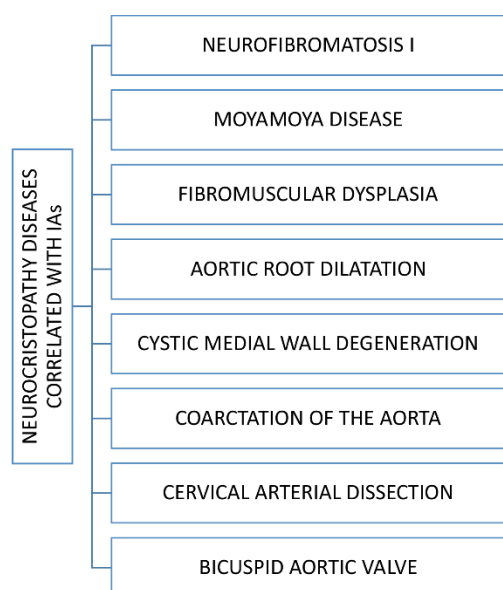 NEUROCRISTOPATHY DISEASES
CORRELATED WITH IAs
NEUROFIBROMATOSIS I
MOYAMOYA DISEASE
FIBROMUSCULAR DYSPLASIA
AORTIC ROOT DILATATION
CYSTIC MEDIAL WALL DEGENERATION
COARCTATION OF THE AORTA
CERVICAL ARTERIAL DISSECTION
BICUSPID AORTIC VALVE